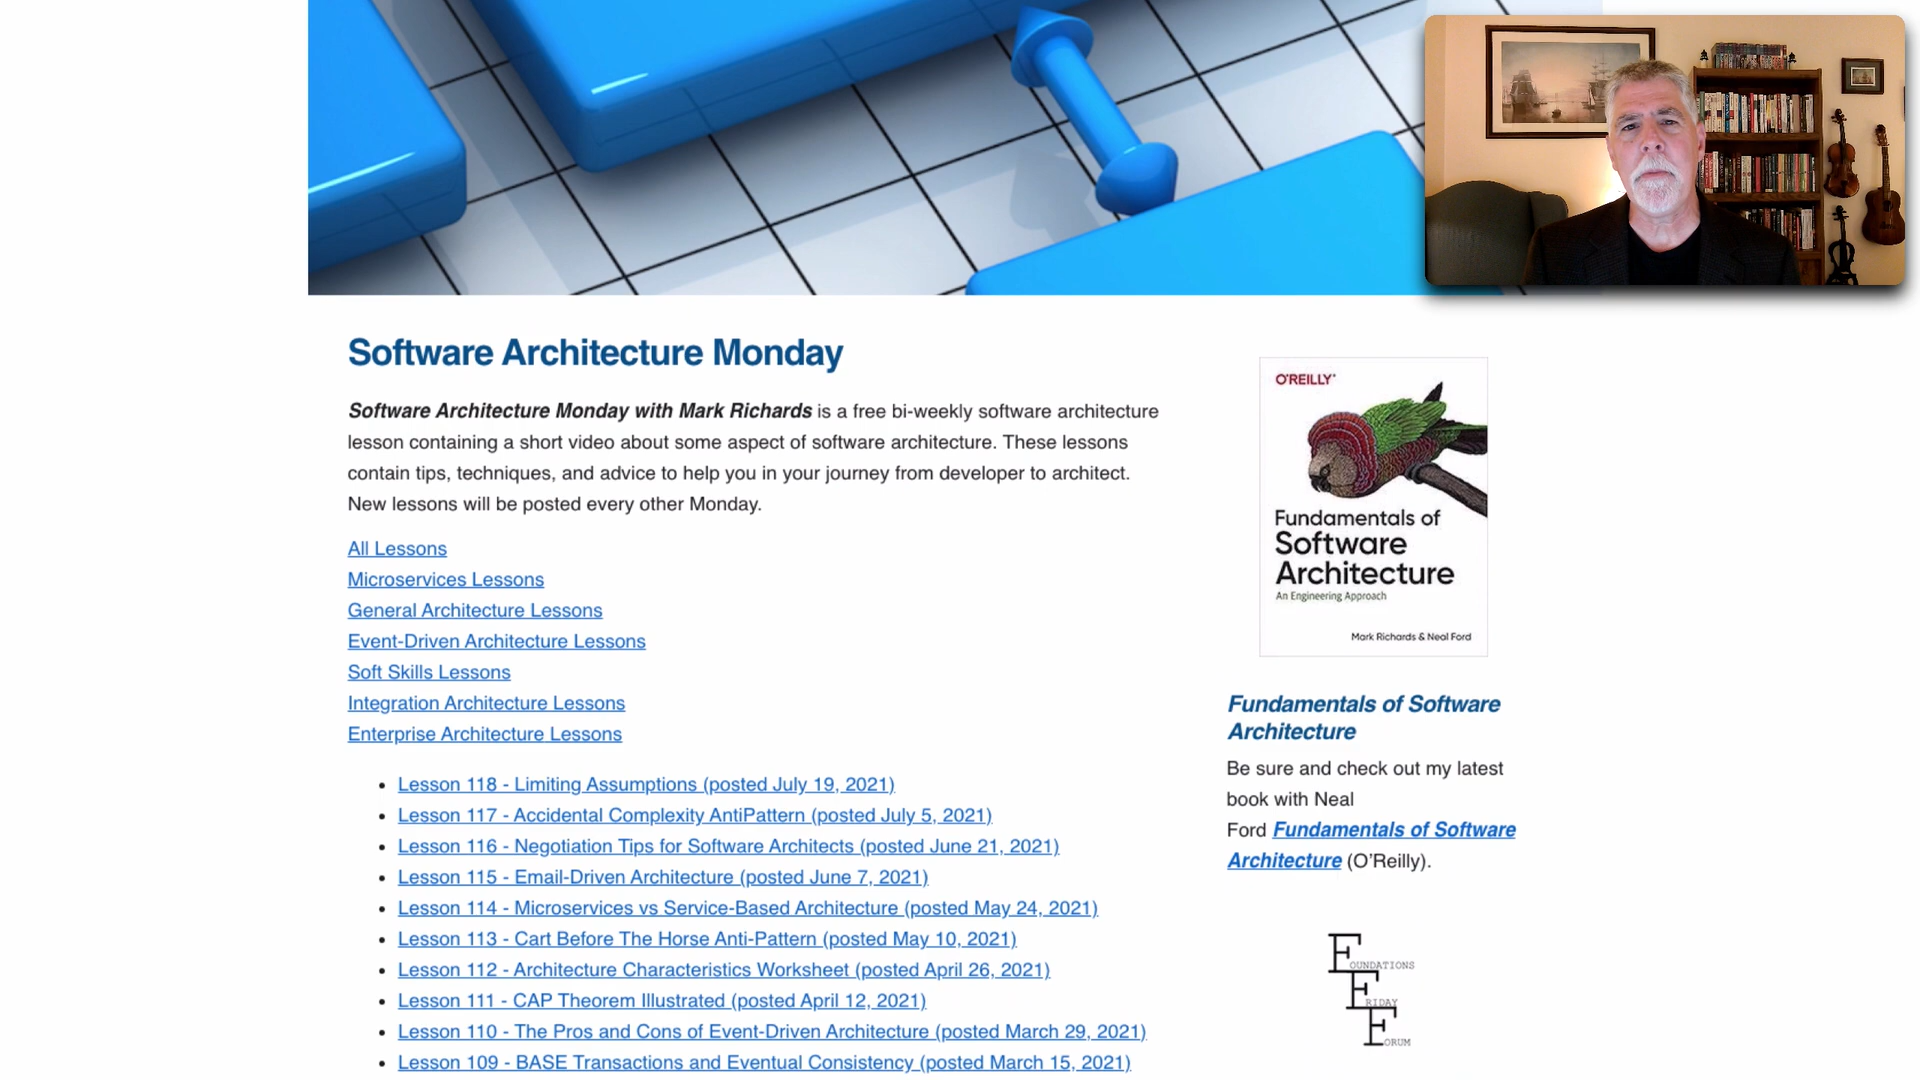 Software Architecture Monday
Software Architecture Monday with Mark Richards is a free bi-weekly software architecture
lesson containing a short video about some aspect of software architecture. These lessons
contain tips, techniques, and advice to help you in your journey from developer to architect.
New lessons will be posted every other Monday.
All Lessons
Microservices Lessons
General Architecture Lessons
Event-Driven Architecture Lessons
Soft Skills Lessons
Integration Architecture Lessons
Enterprise Architecture Lessons
Lesson 118 - Limiting Assumptions (posted July 19, 2021)
Lesson 117 - Accidental Complexity AntiPattern (posted July 5, 2021)
Lesson 116 - Negotiation Tips for Software Architects (posted June 21, 2021)
Lesson 115 - Email-Driven Architecture (posted June 7, 2021)
Lesson 114 - Microservices vs Service-Based Architecture (posted May 24, 2021)
Lesson 113 - Cart Before The Horse Anti-Pattern (posted May 10, 2021)
Lesson 112 - Architecture Characteristics Worksheet (posted April 26, 2021)
Lesson 111 - CAP Theorem Illustrated (posted April 12, 2021)
Lesson 110 - The Pros and Cons of Event-Driven Architecture (posted March 29, 2021)
Lesson 109 - BASE Transactions and Eventual Consistency (posted March 15, 2021)
O'REILLY
Fundamentals of
Software
Architecture
An Engineering Approach
Mark Richards & Neal Ford
Fundamentals of Software
Architecture
Be sure and check out my latest
book with Neal
Ford Fundamentals of Software
Architecture (O'Reilly).
FOUNDATIONS
FRIDAY
FORUM